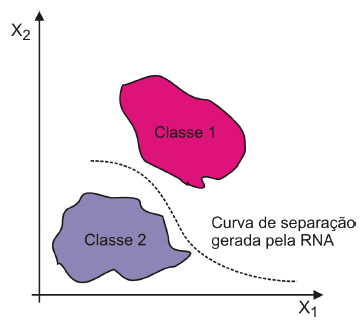 X2
Classe 1
Curva de separação
gerada pela RNA
Classe 2
X1